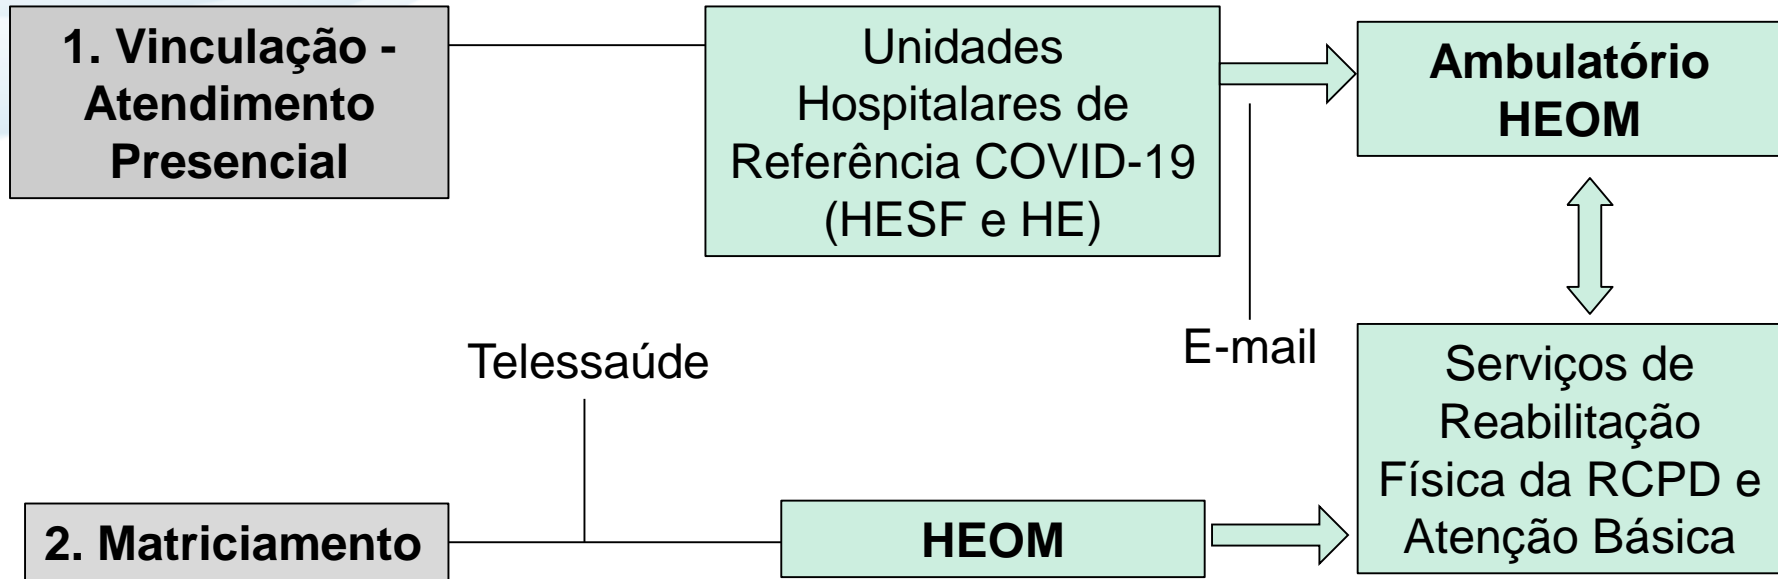 1. Vinculação -
Atendimento
Presencial
Unidades
Hospitalares de
Referência COVID-19
(HESF e HE)
Ambulatório
HEOM
E-mail
Telessaúde
Serviços de
Reabilitação
Física da RCPD e
Atenção Básica
2. Matriciamento
HEOM